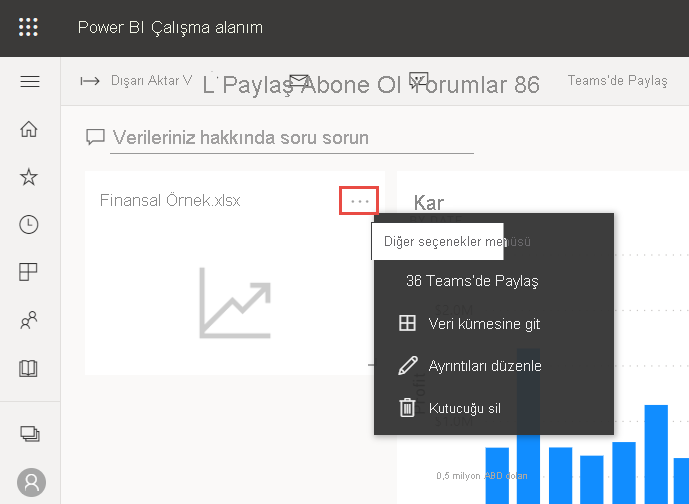 Power BI Çalışma alanım
Dışarı Aktar V L Paylaş Abone Ol Yorumlar 86 Teams'de Paylaş
Verileriniz hakkında soru sorun
Finansal Örnek.xlsx
Kar
Diğer seçenekler menüsü
36 Teams'de Paylaş
Veri kümesine git
Ayrıntıları düzenle
Kutucuğu sil
0,5 milyon ABD doları